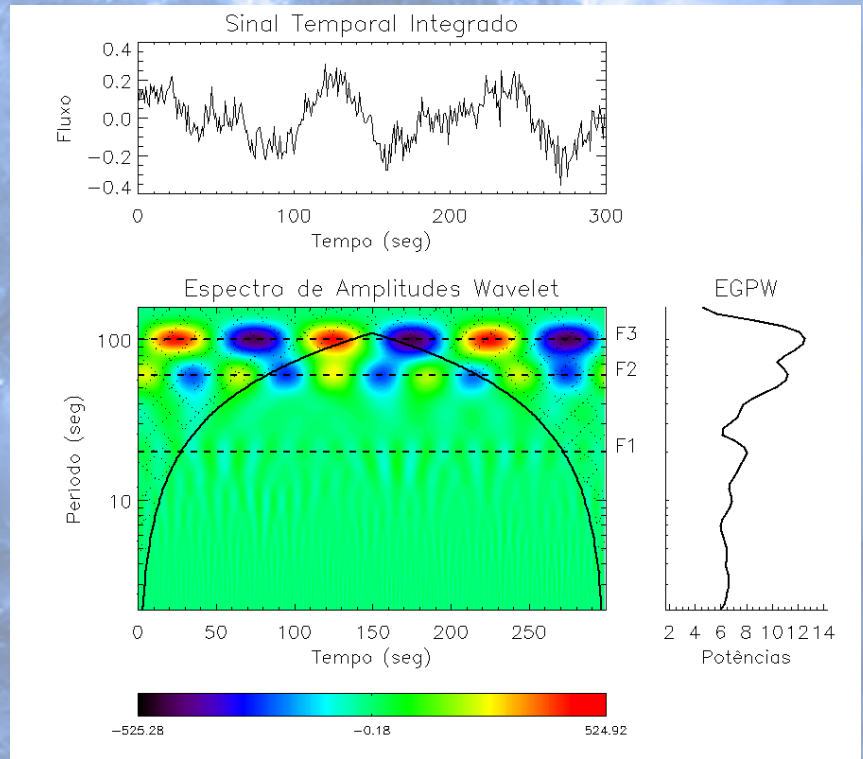 Sinal Temporal Integrado
0.4
0.2
0.0
−0.2
−0.4
Fluxo
0 100 200 300
Tempo (seg)
Espectra de Amplitudes Wavelet
EGPW
100
10
Periodo (seg)
F3
F2
F1
0 50 100 150 200 250
Tempo (seg)
2 4 6 8 10 12 14
Potências
−525.28 −0.18 524.92